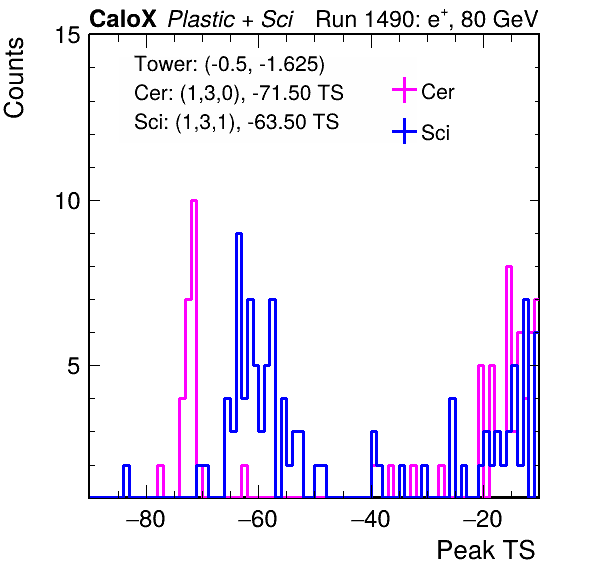 CaloX Plastic + Sci Run 1490: e⁺, 80 GeV
Counts
15
10
5
Tower: (-0.5, -1.625)
Cer: (1,3,0), -71.50 TS
Sci: (1,3,1), -63.50 TS
Cer
Sci
−80 −60 −40 −20
Peak TS